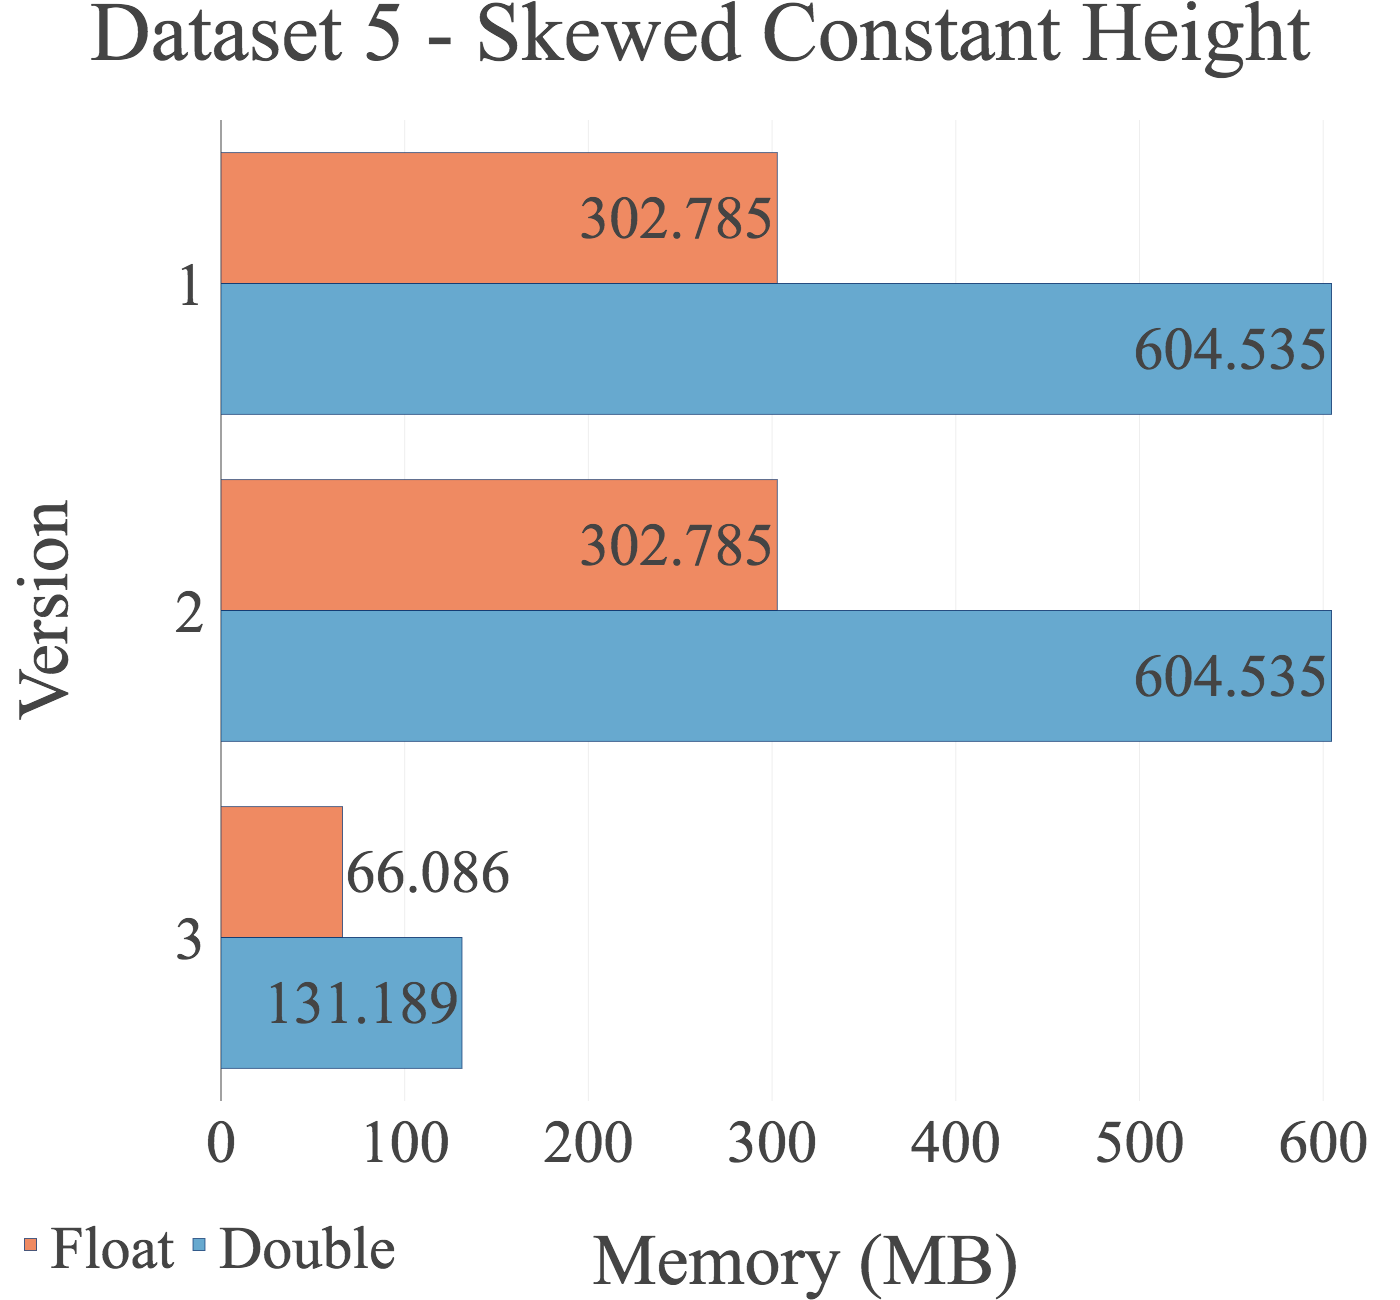 Dataset 5 - Skewed Constant Height
302.785
1
604.535
302.785
2
604.535
Version
66.086
3
131.189
0 100 200 300 400 500 600
Float Double
Memory (MB)